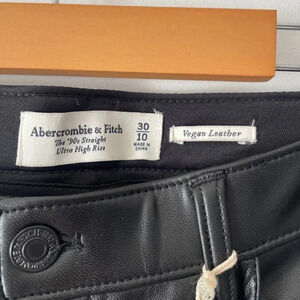 Abercrombie & Fitch
The '90s Straight
Ultra High Rise
30
10
MADE IN
CHINA
Vegan Leather